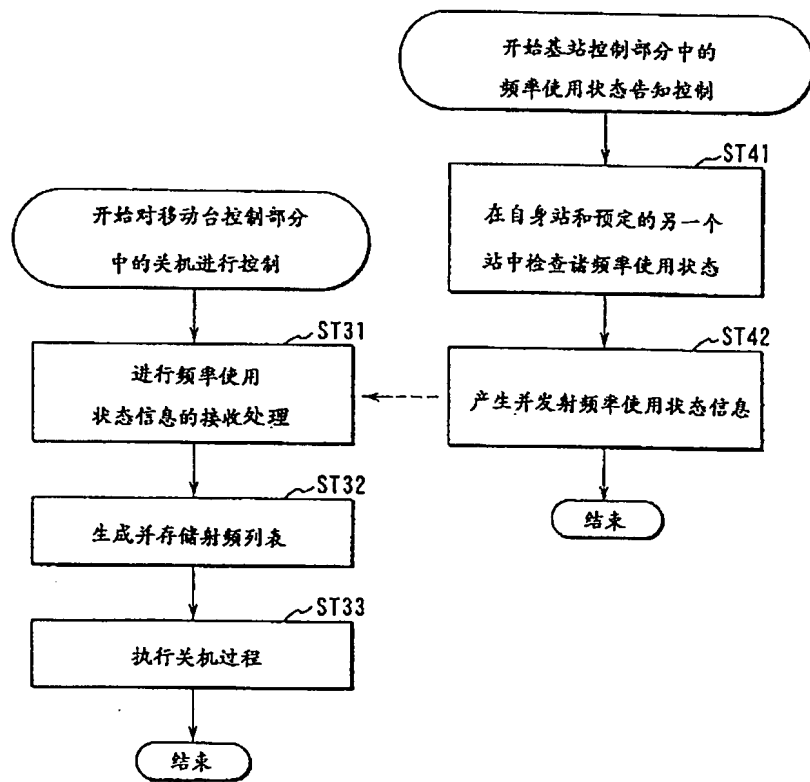 开始基站控制部分中的
频率使用状态告知控制
ST41
在自身站和预定的另一个
站中检查诸频率使用状态
ST42
产生并发射频率使用状态信息
结束
开始对移动台控制部分
中的关机进行控制
ST31
进行频率使用
状态信息的接收处理
ST32
生成并存储射频列表
ST33
执行关机过程
结束